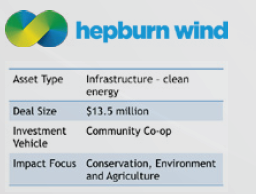 hepburn wind
Asset Type Infrastructure - clean
energy
Deal Size $13.5 million
Investment Community Co-op
Vehicle
Impact Focus Conservation, Environment
and Agriculture